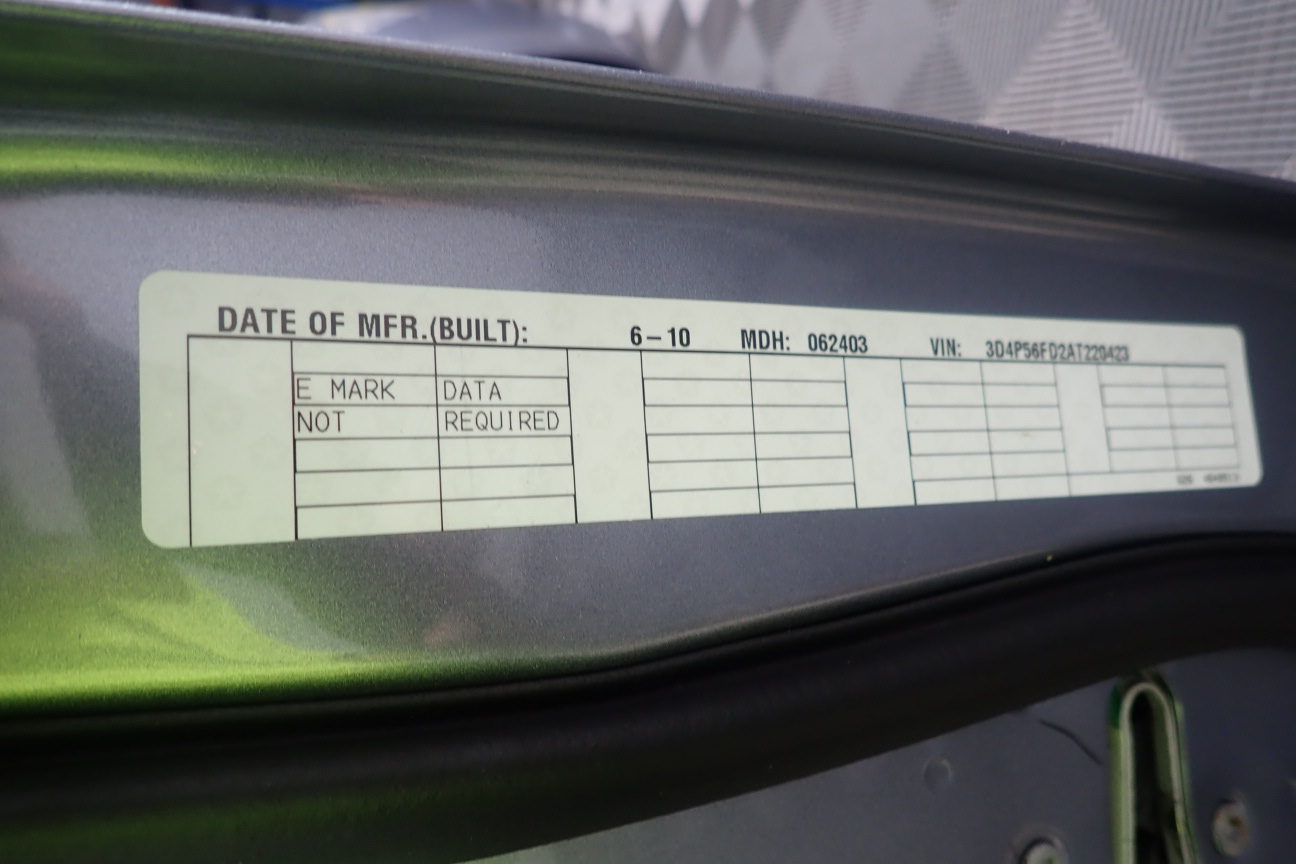 DATE OF MFR.(BUILT): 6-10 MDH: 062403 VIN: 3D4P56FD2AT220423
E MARK DATA
NOT REQUIRED